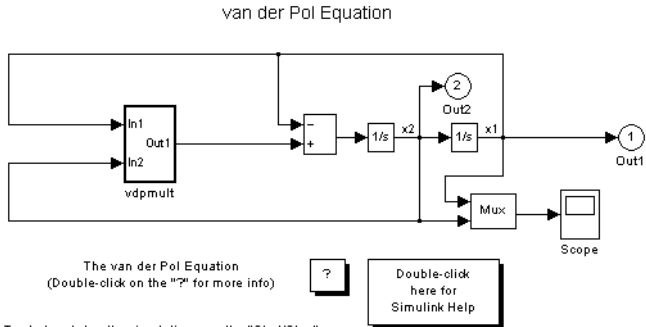 van der Pol Equation
2
Out2
In1
Out1
In2
vdpmult
−
+
1/s
x2
1/s
x1
1
Out1
Mux
Scope
The van der Pol Equation
(Double-click on the "?" for more info)
?
Double-click
here for
Simulink Help